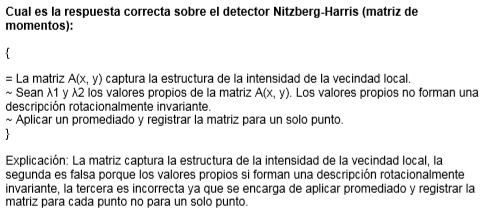 Cual es la respuesta correcta sobre el detector Nitzberg-Harris (matriz de
momentos):
{
= La matriz A(x, y) captura la estructura de la intensidad de la vecindad local.
~ Sean λ1 y λ2 los valores propios de la matriz A(x, y). Los valores propios no forman una
descripción rotacionalmente invariante.
~ Aplicar un promediado y registrar la matriz para un solo punto.
}
Explicación: La matriz captura la estructura de la intensidad de la vecindad local, la
segunda es falsa porque los valores propios si forman una descripción rotacionalmente
invariante, la tercera es incorrecta ya que se encarga de aplicar promediado y registrar la
matriz para cada punto no para un solo punto.